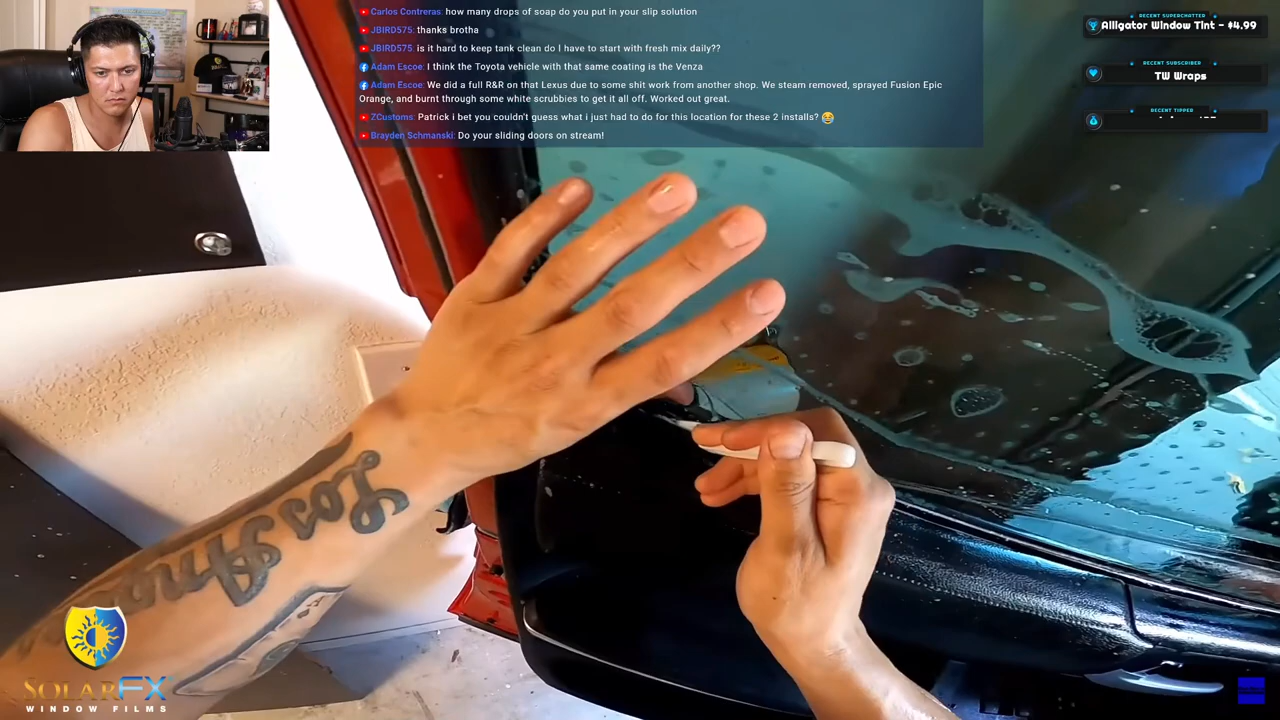 Carlos Contreras: how many drops of soap do you put in your slip solution
JBIRD575: thanks brotha
JBIRD575: is it hard to keep tank clean do I have to start with fresh mix daily??
Adam Escoe: I think the Toyota vehicle with that same coating is the Venza
Adam Escoe: We did a full R&R on that Lexus due to some shit work from another shop. We steam removed, sprayed Fusion Epic
Orange, and burnt through some white scrubbies to get it all off. Worked out great.
ZCustoms: Patrick i bet you couldn't guess what i just had to do for this location for these 2 installs? 😂
Brayden Schmanski: Do your sliding doors on stream!
RECENT SUPERCHATTER
Alligator Window Tint - $4.99
RECENT SUBSCRIBER
TW Wraps
RECENT TIPPER
Los Ange
SOLARFX
WINDOW FILMS